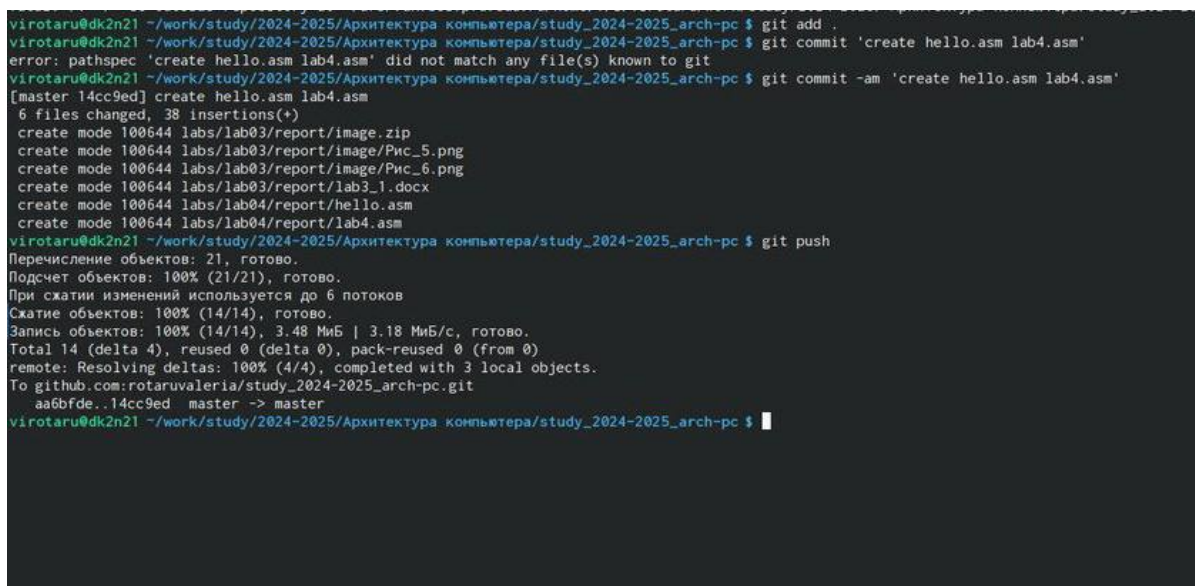 virotaru@dk2n21 ~/work/study/2024-2025/Архитектура компьютера/study_2024-2025_arch-pc $ git add .
virotaru@dk2n21 ~/work/study/2024-2025/Архитектура компьютера/study_2024-2025_arch-pc $ git commit 'create hello.asm lab4.asm'
error: pathspec 'create hello.asm lab4.asm' did not match any file(s) known to git
virotaru@dk2n21 ~/work/study/2024-2025/Архитектура компьютера/study_2024-2025_arch-pc $ git commit -am 'create hello.asm lab4.asm'
[master 14cc9ed] create hello.asm lab4.asm
6 files changed, 38 insertions(+)
create mode 100644 labs/lab03/report/image.zip
create mode 100644 labs/lab03/report/image/Рис_5.png
create mode 100644 labs/lab03/report/image/Рис_6.png
create mode 100644 labs/lab03/report/lab3_1.docx
create mode 100644 labs/lab04/report/hello.asm
create mode 100644 labs/lab04/report/lab4.asm
virotaru@dk2n21 ~/work/study/2024-2025/Архитектура компьютера/study_2024-2025_arch-pc $ git push
Перечисление объектов: 21, готово.
Подсчет объектов: 100% (21/21), готово.
При сжатии изменений используется до 6 потоков
Сжатие объектов: 100% (14/14), готово.
Запись объектов: 100% (14/14), 3.48 МиБ | 3.18 МиБ/с, готово.
Total 14 (delta 4), reused 0 (delta 0), pack-reused 0 (from 0)
remote: Resolving deltas: 100% (4/4), completed with 3 local objects.
To github.com:rotaruvaleria/study_2024-2025_arch-pc.git
aa6bfde..14cc9ed master -> master
virotaru@dk2n21 ~/work/study/2024-2025/Архитектура компьютера/study_2024-2025_arch-pc $